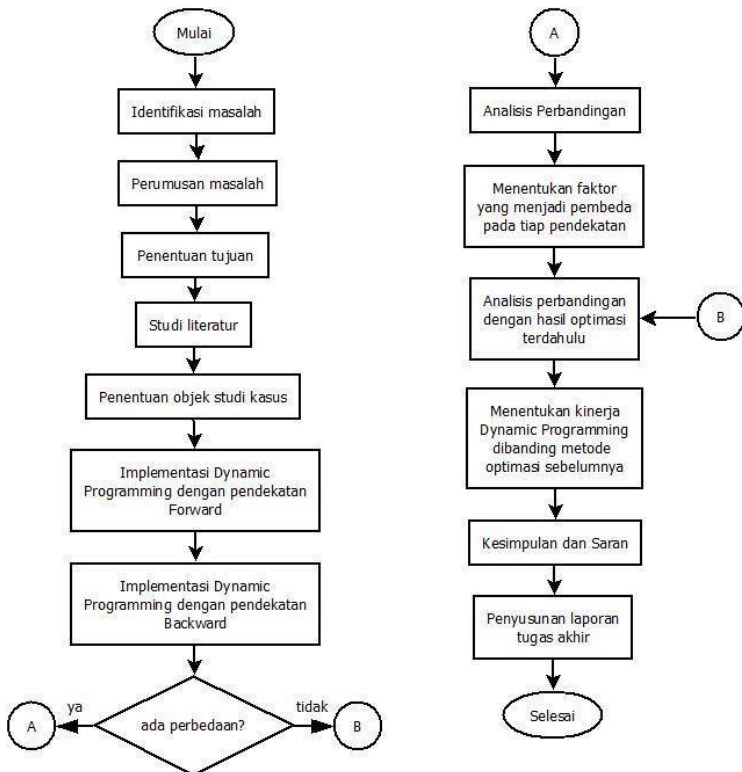 Mulai
Identifikasi masalah
Perumusan masalah
Penentuan tujuan
Studi literatur
Penentuan objek studi kasus
Implementasi Dynamic
Programming dengan pendekatan
Forward
Implementasi Dynamic
Programming dengan pendekatan
Backward
ada perbedaan?
ya
A
tidak
B
A
Analisis Perbandingan
Menentukan faktor
yang menjadi pembeda
pada tiap pendekatan
Analisis perbandingan
dengan hasil optimasi
terdahulu
B
Menentukan kinerja
Dynamic Programming
dibanding metode
optimasi sebelumnya
Kesimpulan dan Saran
Penyusunan laporan
tugas akhir
Selesai